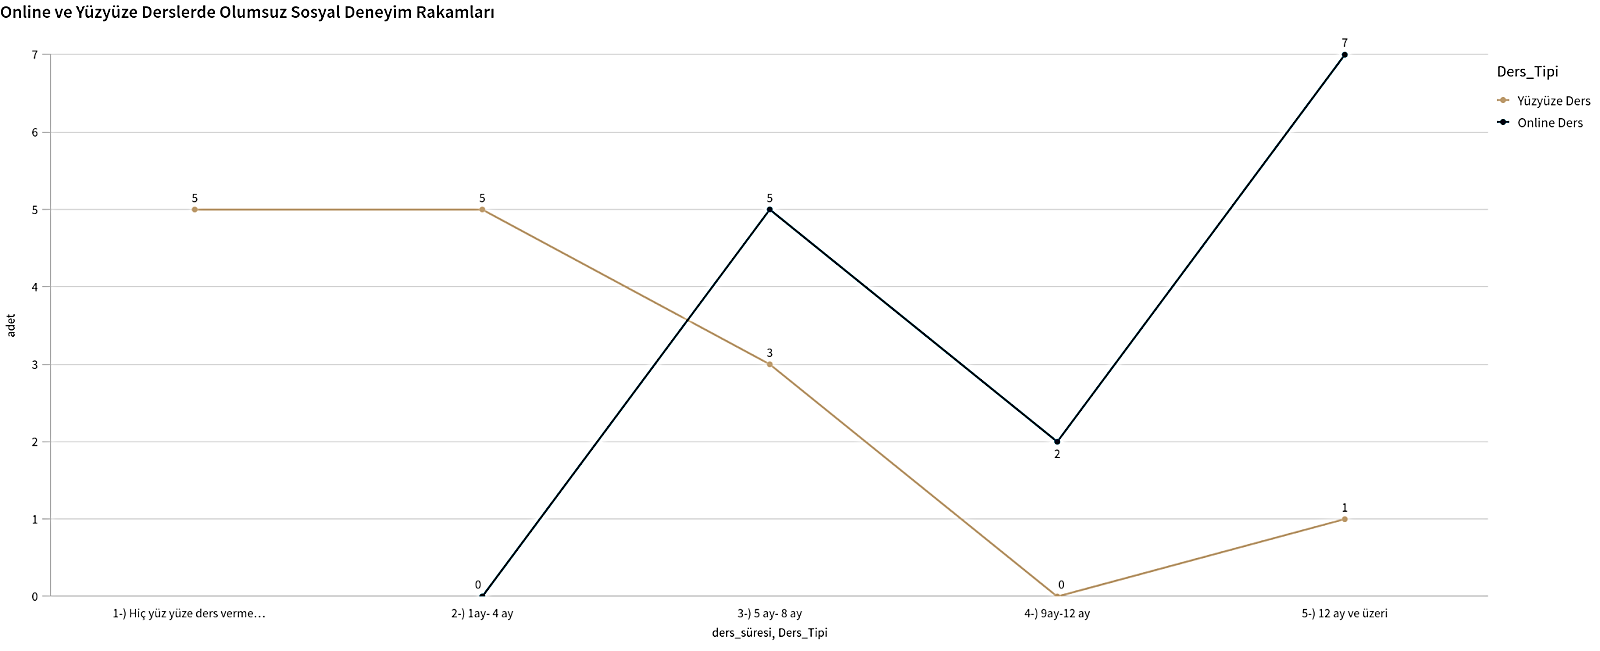 Online ve Yüzyüze Derslerde Olumsuz Sosyal Deneyim Rakamları
7
7
Ders_Tipi
Yüzyüze Ders
Online Ders
6
5
5
5
5
4
adet
3
3
2
2
1
1
0
0
0
1-) Hiç yüz yüze ders verme…
2-) 1ay- 4 ay
3-) 5 ay- 8 ay
4-) 9ay-12 ay
5-) 12 ay ve üzeri
ders_süresi, Ders_Tipi